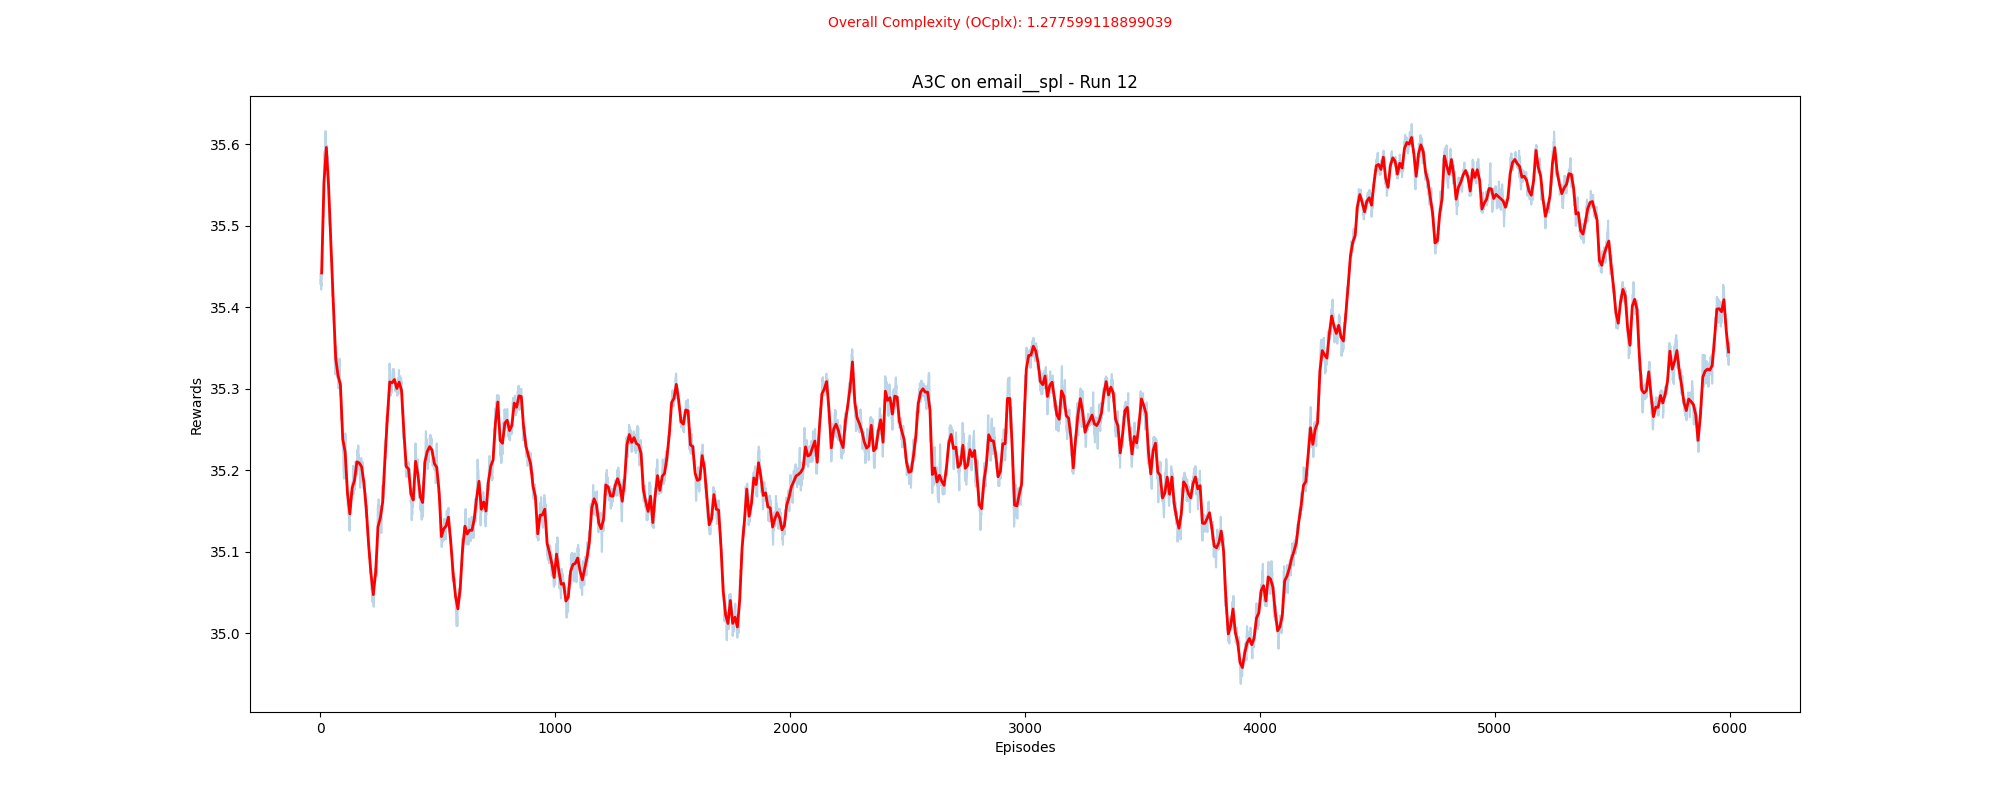 Overall Complexity (OCplx): 1.277599118899039
A3C on email__spl - Run 12
35.6
35.5
35.4
35.3
35.2
35.1
35.0
Rewards
0 1000 2000 3000 4000 5000 6000
Episodes